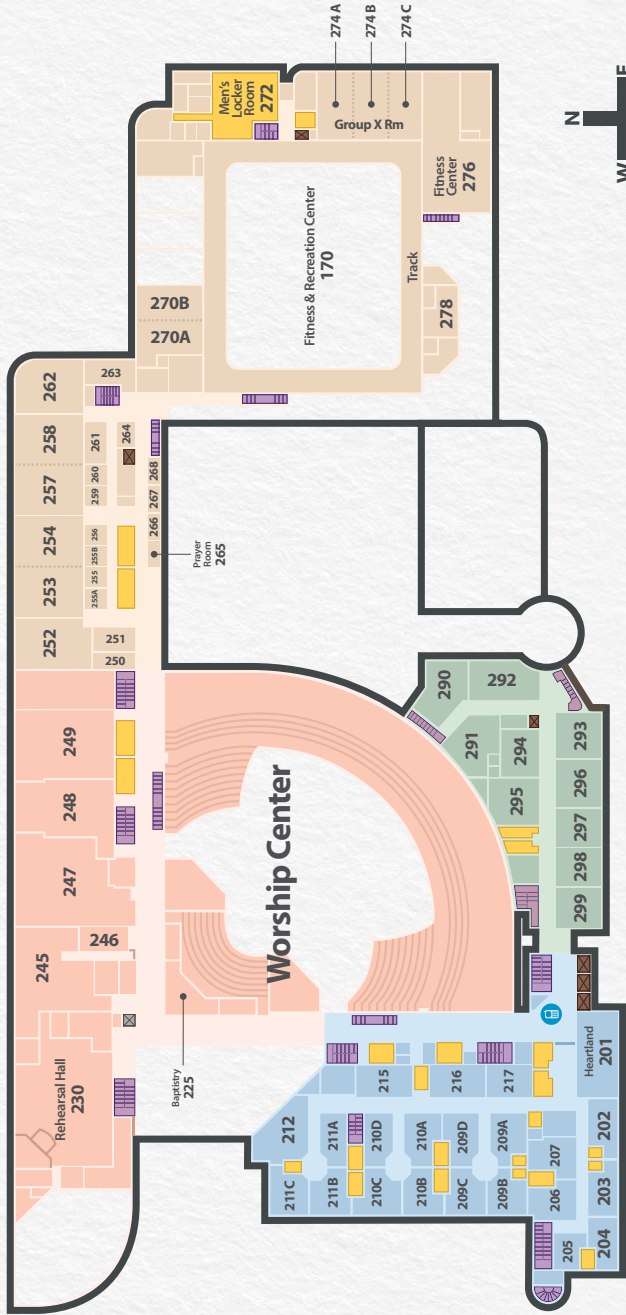 274 A
274 B
274 C
Men's
Locker
Room
272
Group X Rm
Fitness
Center
276
Fitness & Recreation Center
170
Track
278
270B
270A
263
262
258
257
254
253
252
261
260
259
256
255B
255
255A
251
250
264
268
267
266
Prayer
Room
265
249
248
247
246
245
Rehearsal Hall
230
Baptistry
225
Worship Center
290
292
291
294
295
293
296
297
298
299
Heartland
201
215
216
217
212
211A
210D
210A
209D
209A
211C
211B
210C
210B
209C
209B
207
206
202
203
204
205
N
W
E